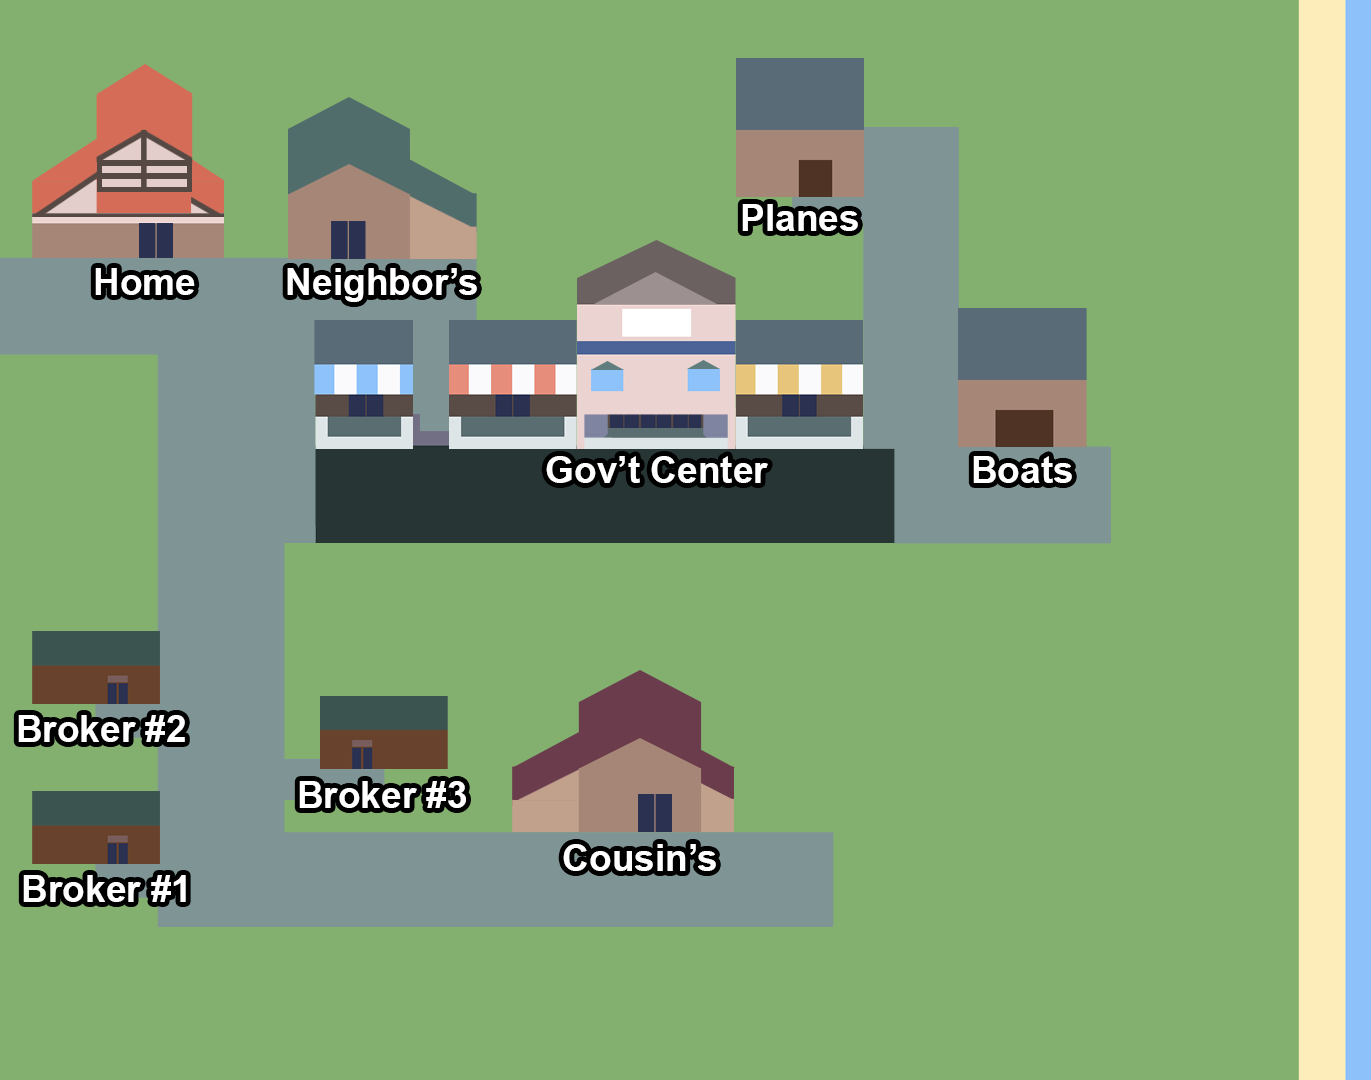 Planes
Home
Neighbor's
Gov't Center
Boats
Broker #2
Broker #3
Cousin's
Broker #1